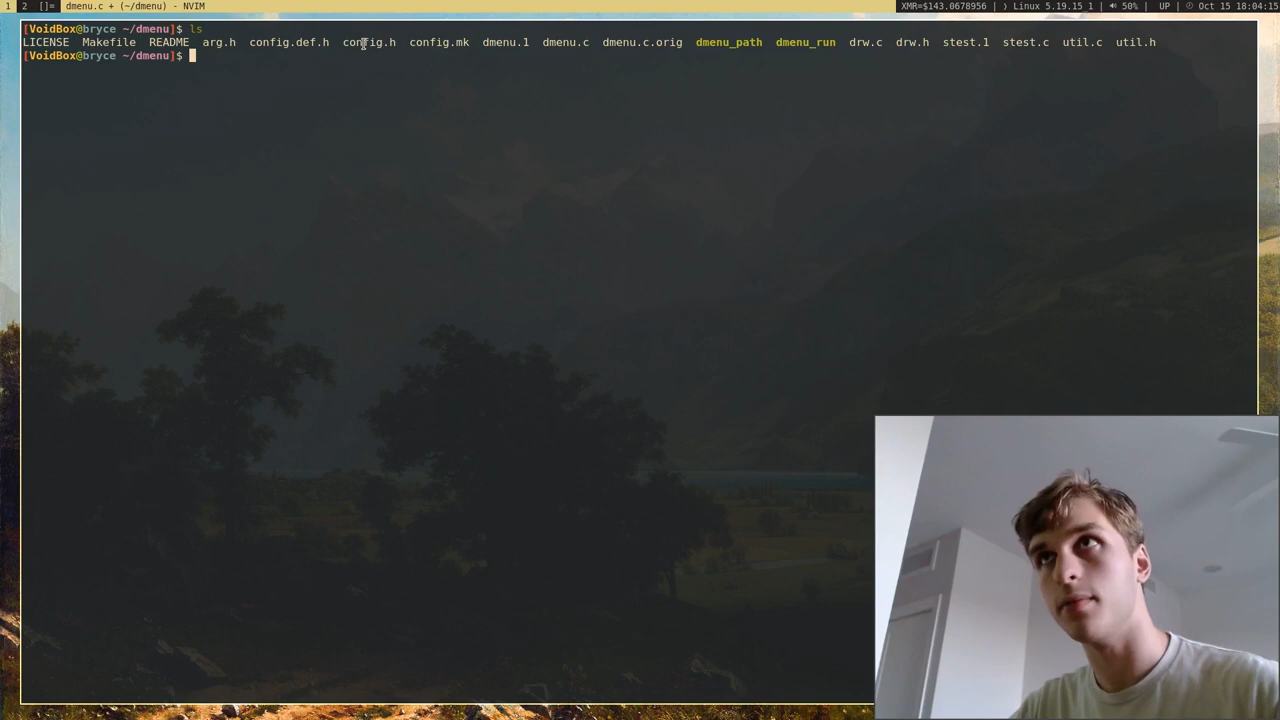 1 2 []= dmenu.c + (~/dmenu) - NVIM XMR=$143.0678956 | Linux 5.19.15 1 | 50% | UP | Oct 15 18:04:15
[VoidBox@bryce ~/dmenu]$ ls
LICENSE Makefile README arg.h config.def.h config.h config.mk dmenu.1 dmenu.c dmenu.c.orig dmenu_path dmenu_run drw.c drw.h stest.1 stest.c util.c util.h
[VoidBox@bryce ~/dmenu]$